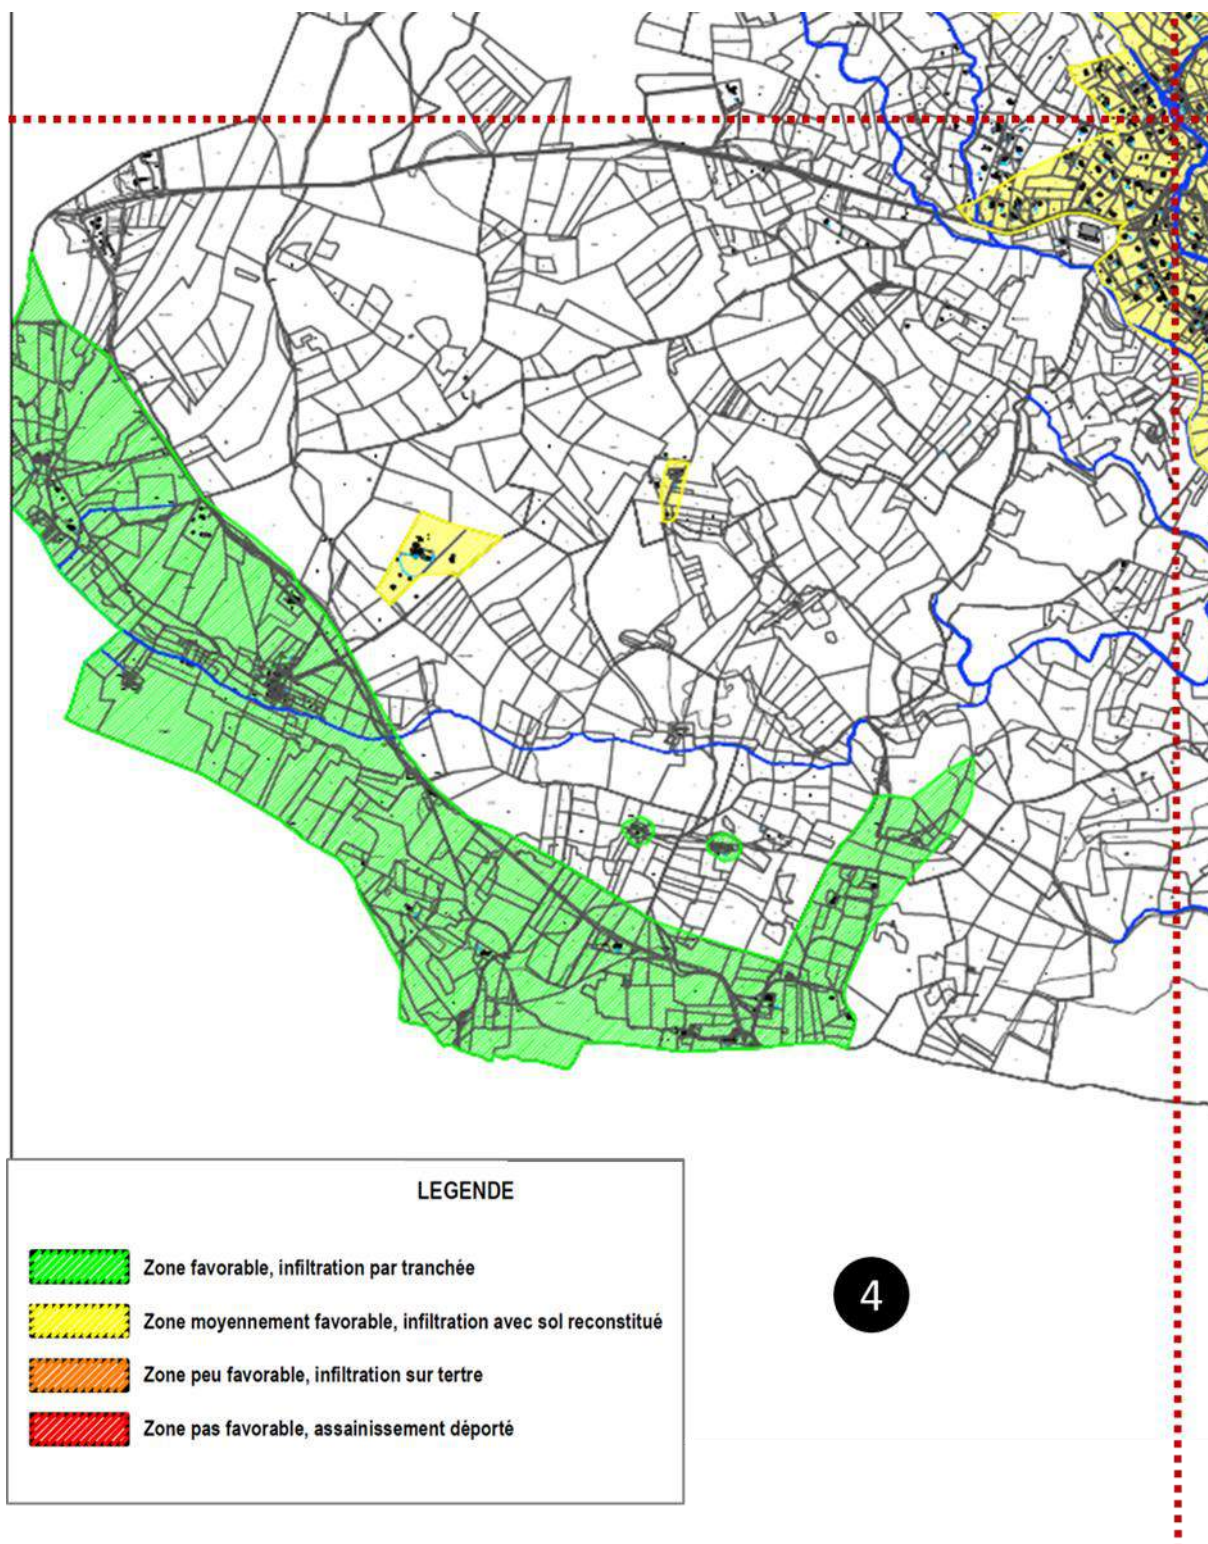 LEGENDE
Zone favorable, infiltration par tranchée
Zone moyennement favorable, infiltration avec sol reconstitué
Zone peu favorable, infiltration sur tertre
Zone pas favorable, assainissement déporté
4